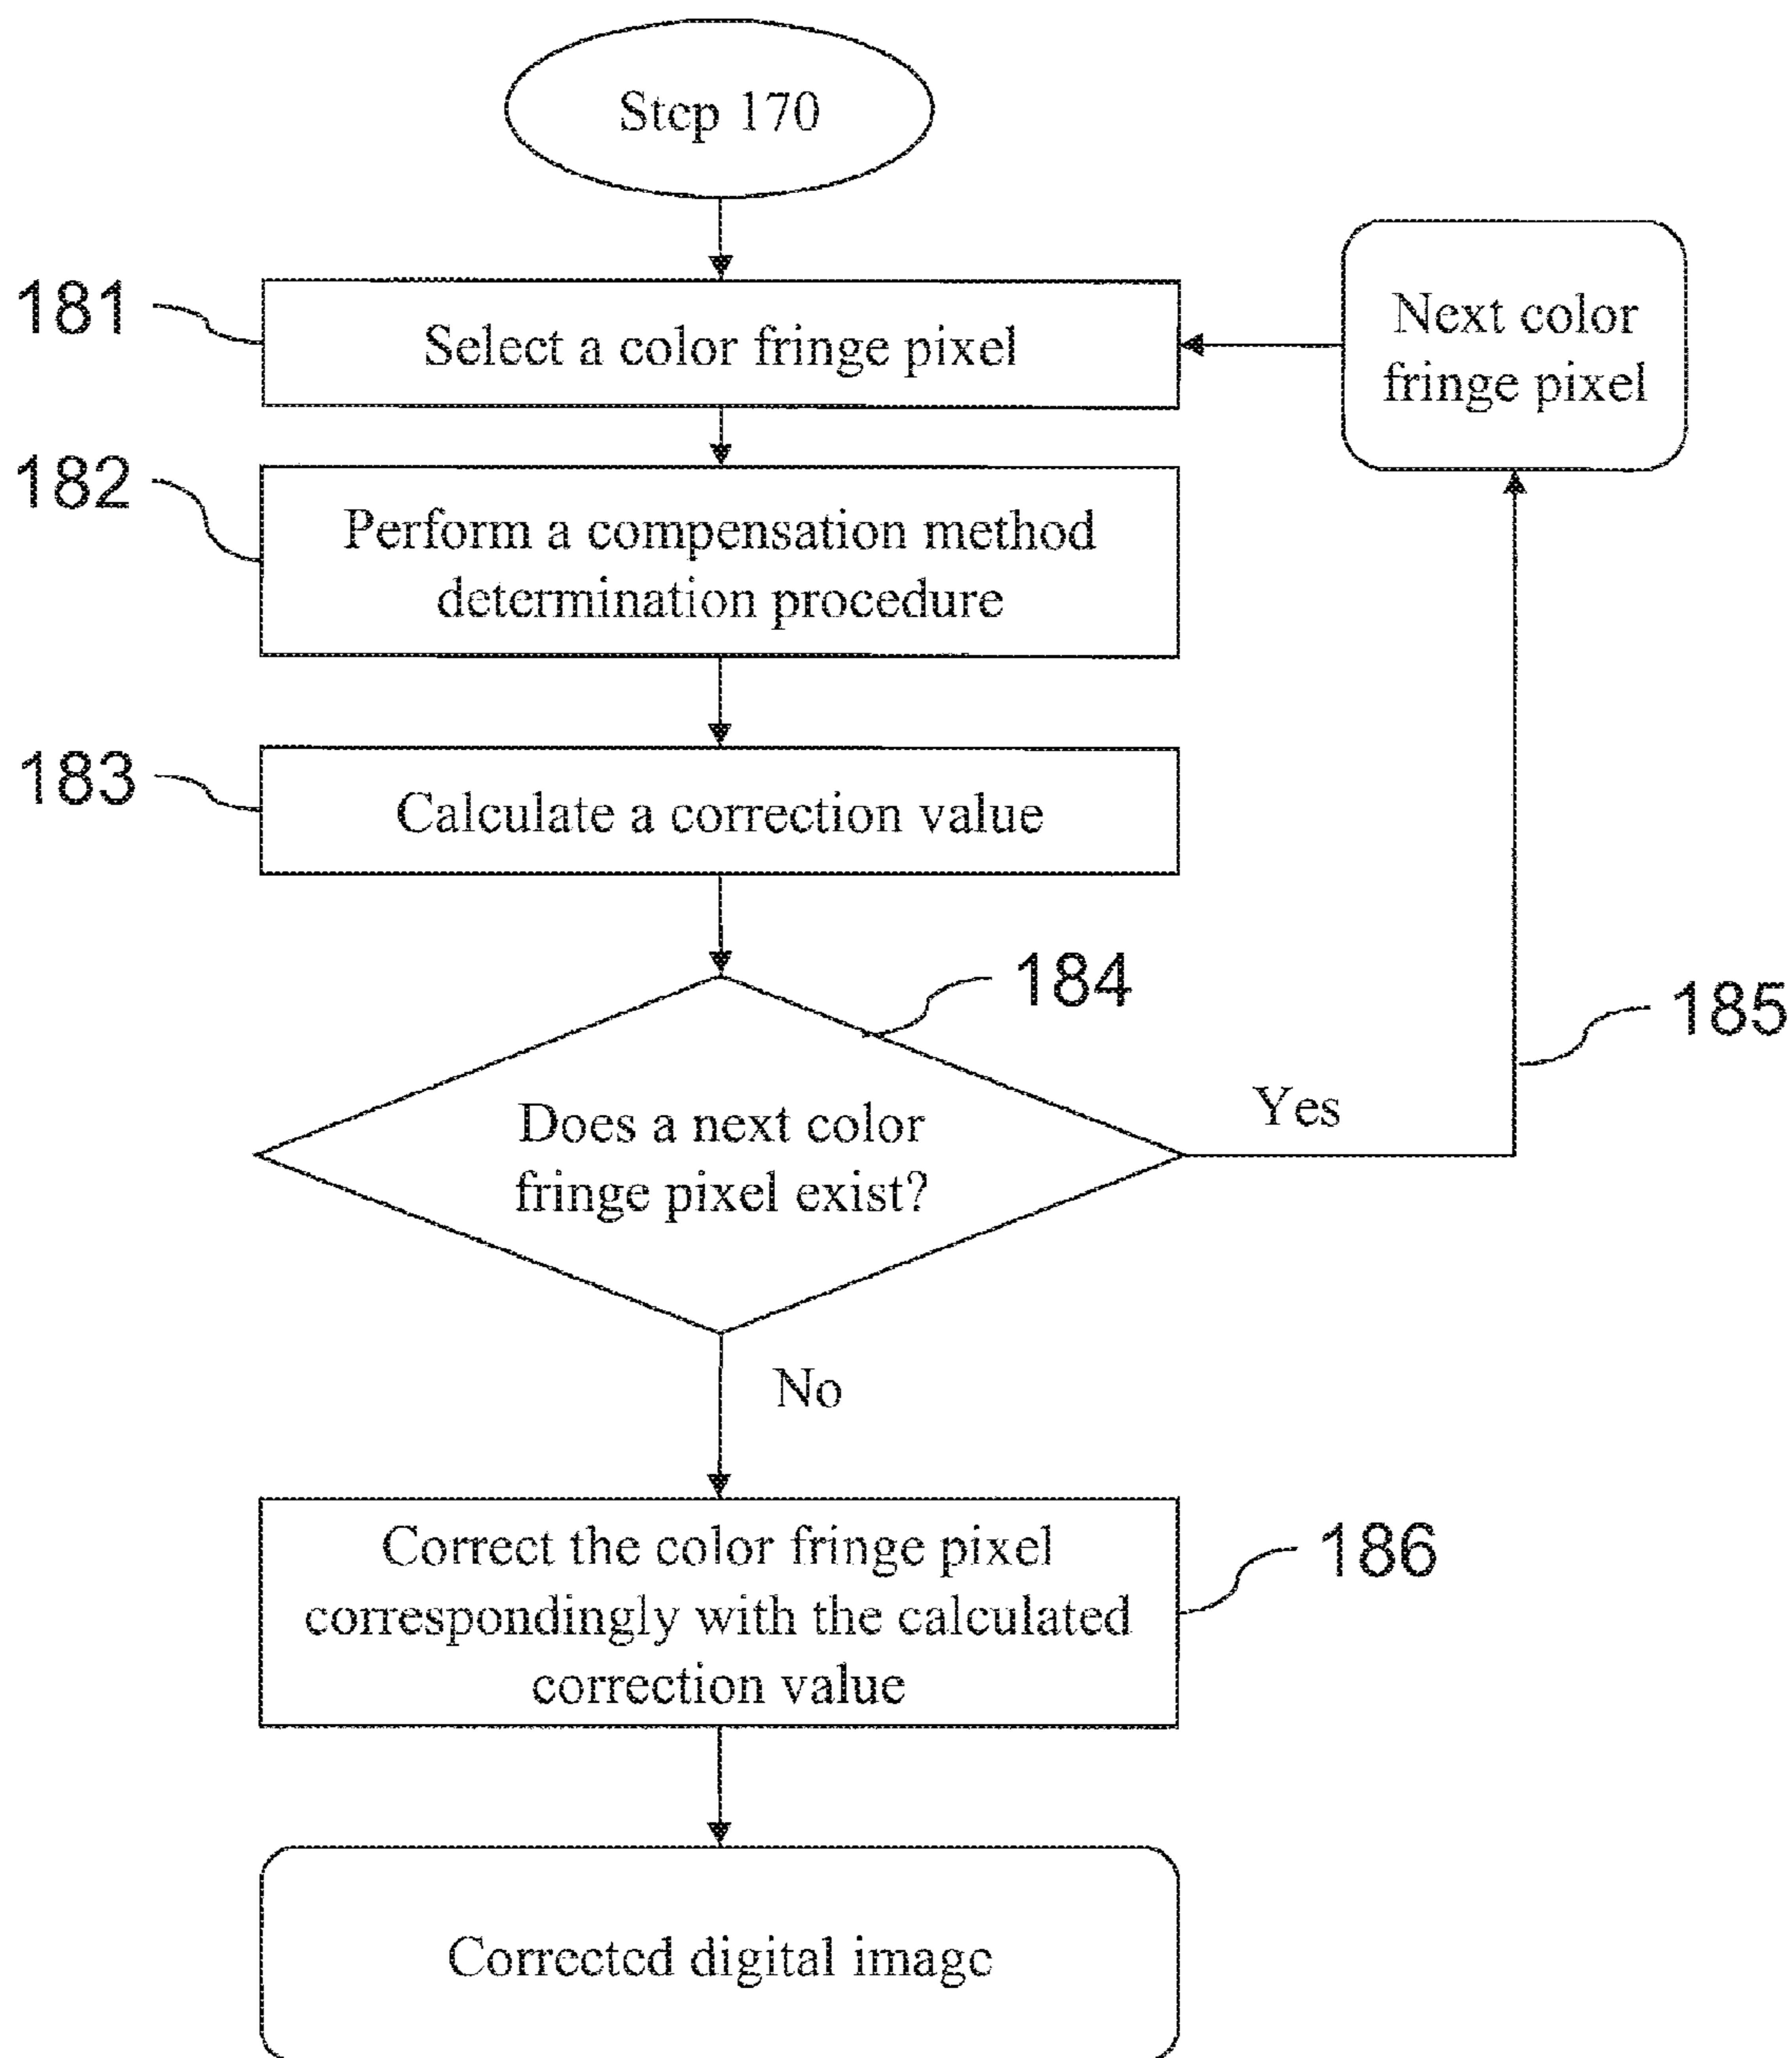 Step 170
181
Select a color fringe pixel
Next color
fringe pixel
182
Perform a compensation method
determination procedure
183
Calculate a correction value
184
185
Does a next color
fringe pixel exist?
Yes
No
Correct the color fringe pixel
correspondingly with the calculated
correction value
186
Corrected digital image